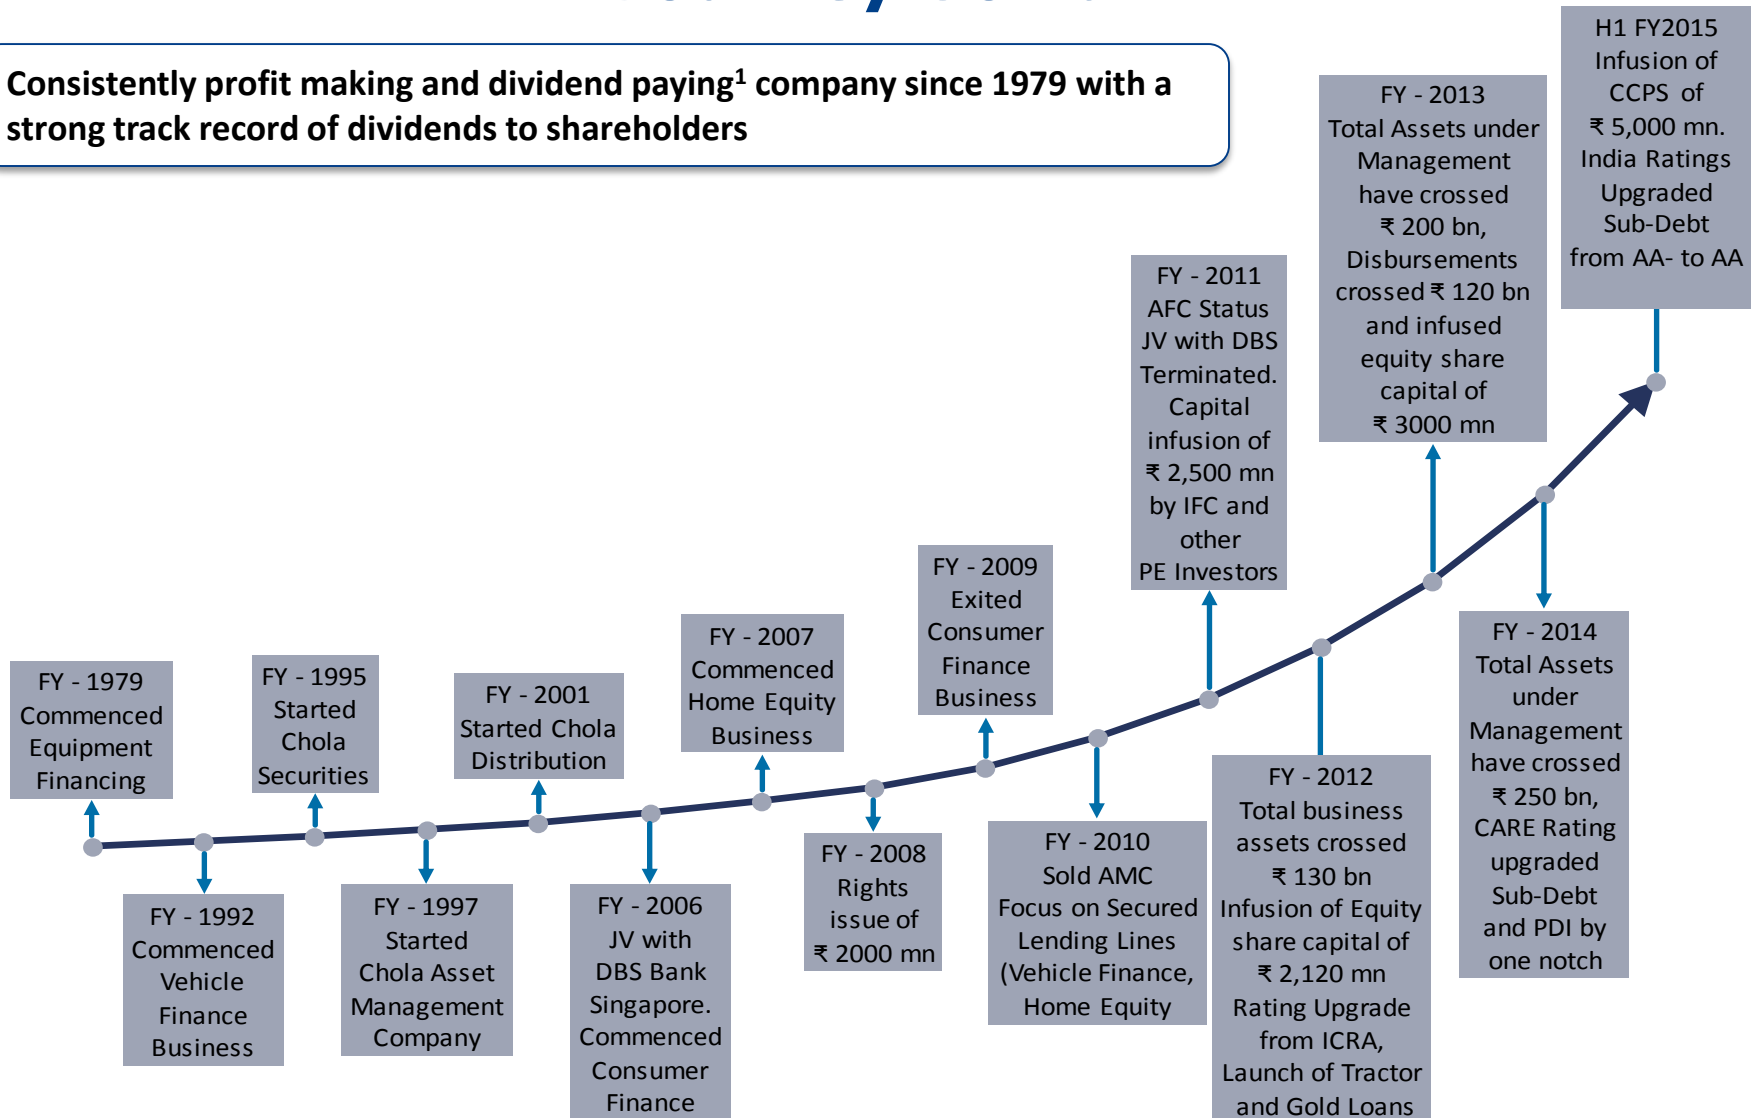 Consistently profit making and dividend paying¹ company since 1979 with a
strong track record of dividends to shareholders
FY - 1979
Commenced
Equipment
Financing
FY - 1992
Commenced
Vehicle
Finance
Business
FY - 1995
Started
Chola
Securities
FY - 1997
Started
Chola Asset
Management
Company
FY - 2001
Started Chola
Distribution
FY - 2006
JV with
DBS Bank
Singapore.
Commenced
Consumer
Finance
FY - 2007
Commenced
Home Equity
Business
FY - 2008
Rights
issue of
₹ 2000 mn
FY - 2009
Exited
Consumer
Finance
Business
FY - 2010
Sold AMC
Focus on Secured
Lending Lines
(Vehicle Finance,
Home Equity
FY - 2011
AFC Status
JV with DBS
Terminated.
Capital
infusion of
₹ 2,500 mn
by IFC and
other
PE Investors
FY - 2012
Total business
assets crossed
₹ 130 bn
Infusion of Equity
share capital of
₹ 2,120 mn
Rating Upgrade
from ICRA,
Launch of Tractor
and Gold Loans
FY - 2013
Total Assets under
Management
have crossed
₹ 200 bn,
Disbursements
crossed ₹ 120 bn
and infused
equity share
capital of
₹ 3000 mn
FY - 2014
Total Assets
under
Management
have crossed
₹ 250 bn,
CARE Rating
upgraded
Sub-Debt
and PDI by
one notch
H1 FY2015
Infusion of
CCPS of
₹ 5,000 mn.
India Ratings
Upgraded
Sub-Debt
from AA- to AA